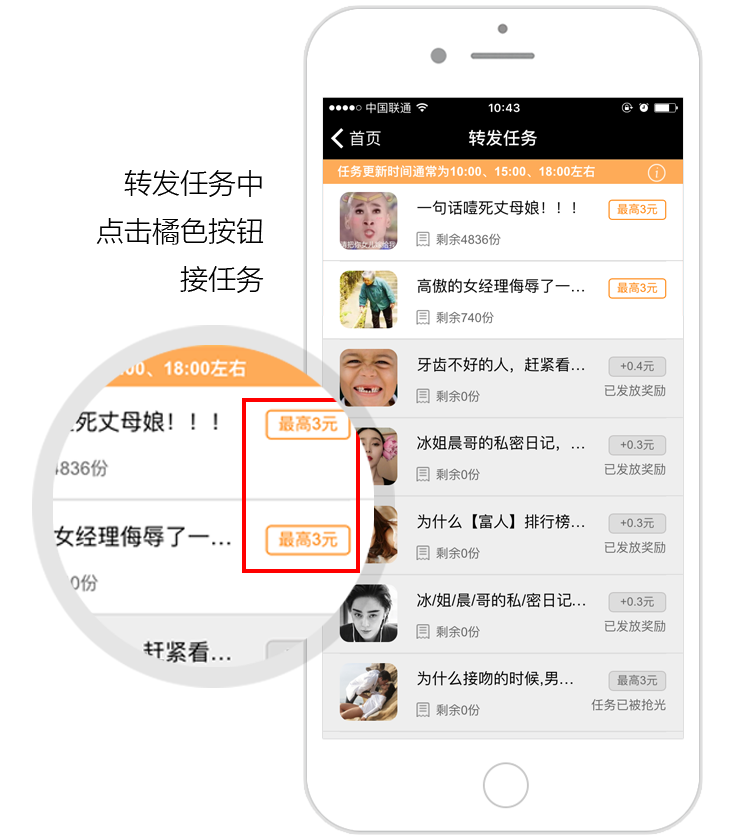 转发任务中
点击橘色按钮
接任务
中国联通
10:43
首页
转发任务
任务更新时间通常为10:00、15:00、18:00左右
一句话噎死丈母娘！！！
最高3元
剩余4836份
请把你女儿嫁给我
高傲的女经理侮辱了一...
最高3元
剩余740份
牙齿不好的人，赶紧看...
+0.4元
剩余0份
已发放奖励
冰姐晨哥的私密日记，...
+0.3元
剩余0份
已发放奖励
为什么【富人】排行榜...
+0.3元
剩余0份
已发放奖励
冰/姐/晨/哥的私/密日记...
+0.3元
剩余0份
已发放奖励
为什么接吻的时候,男...
最高3元
剩余0份
任务已被抢光
:00、18:00左右
死丈母娘！！！
最高3元
4836份
女经理侮辱了一...
最高3元
0份
赶紧看...